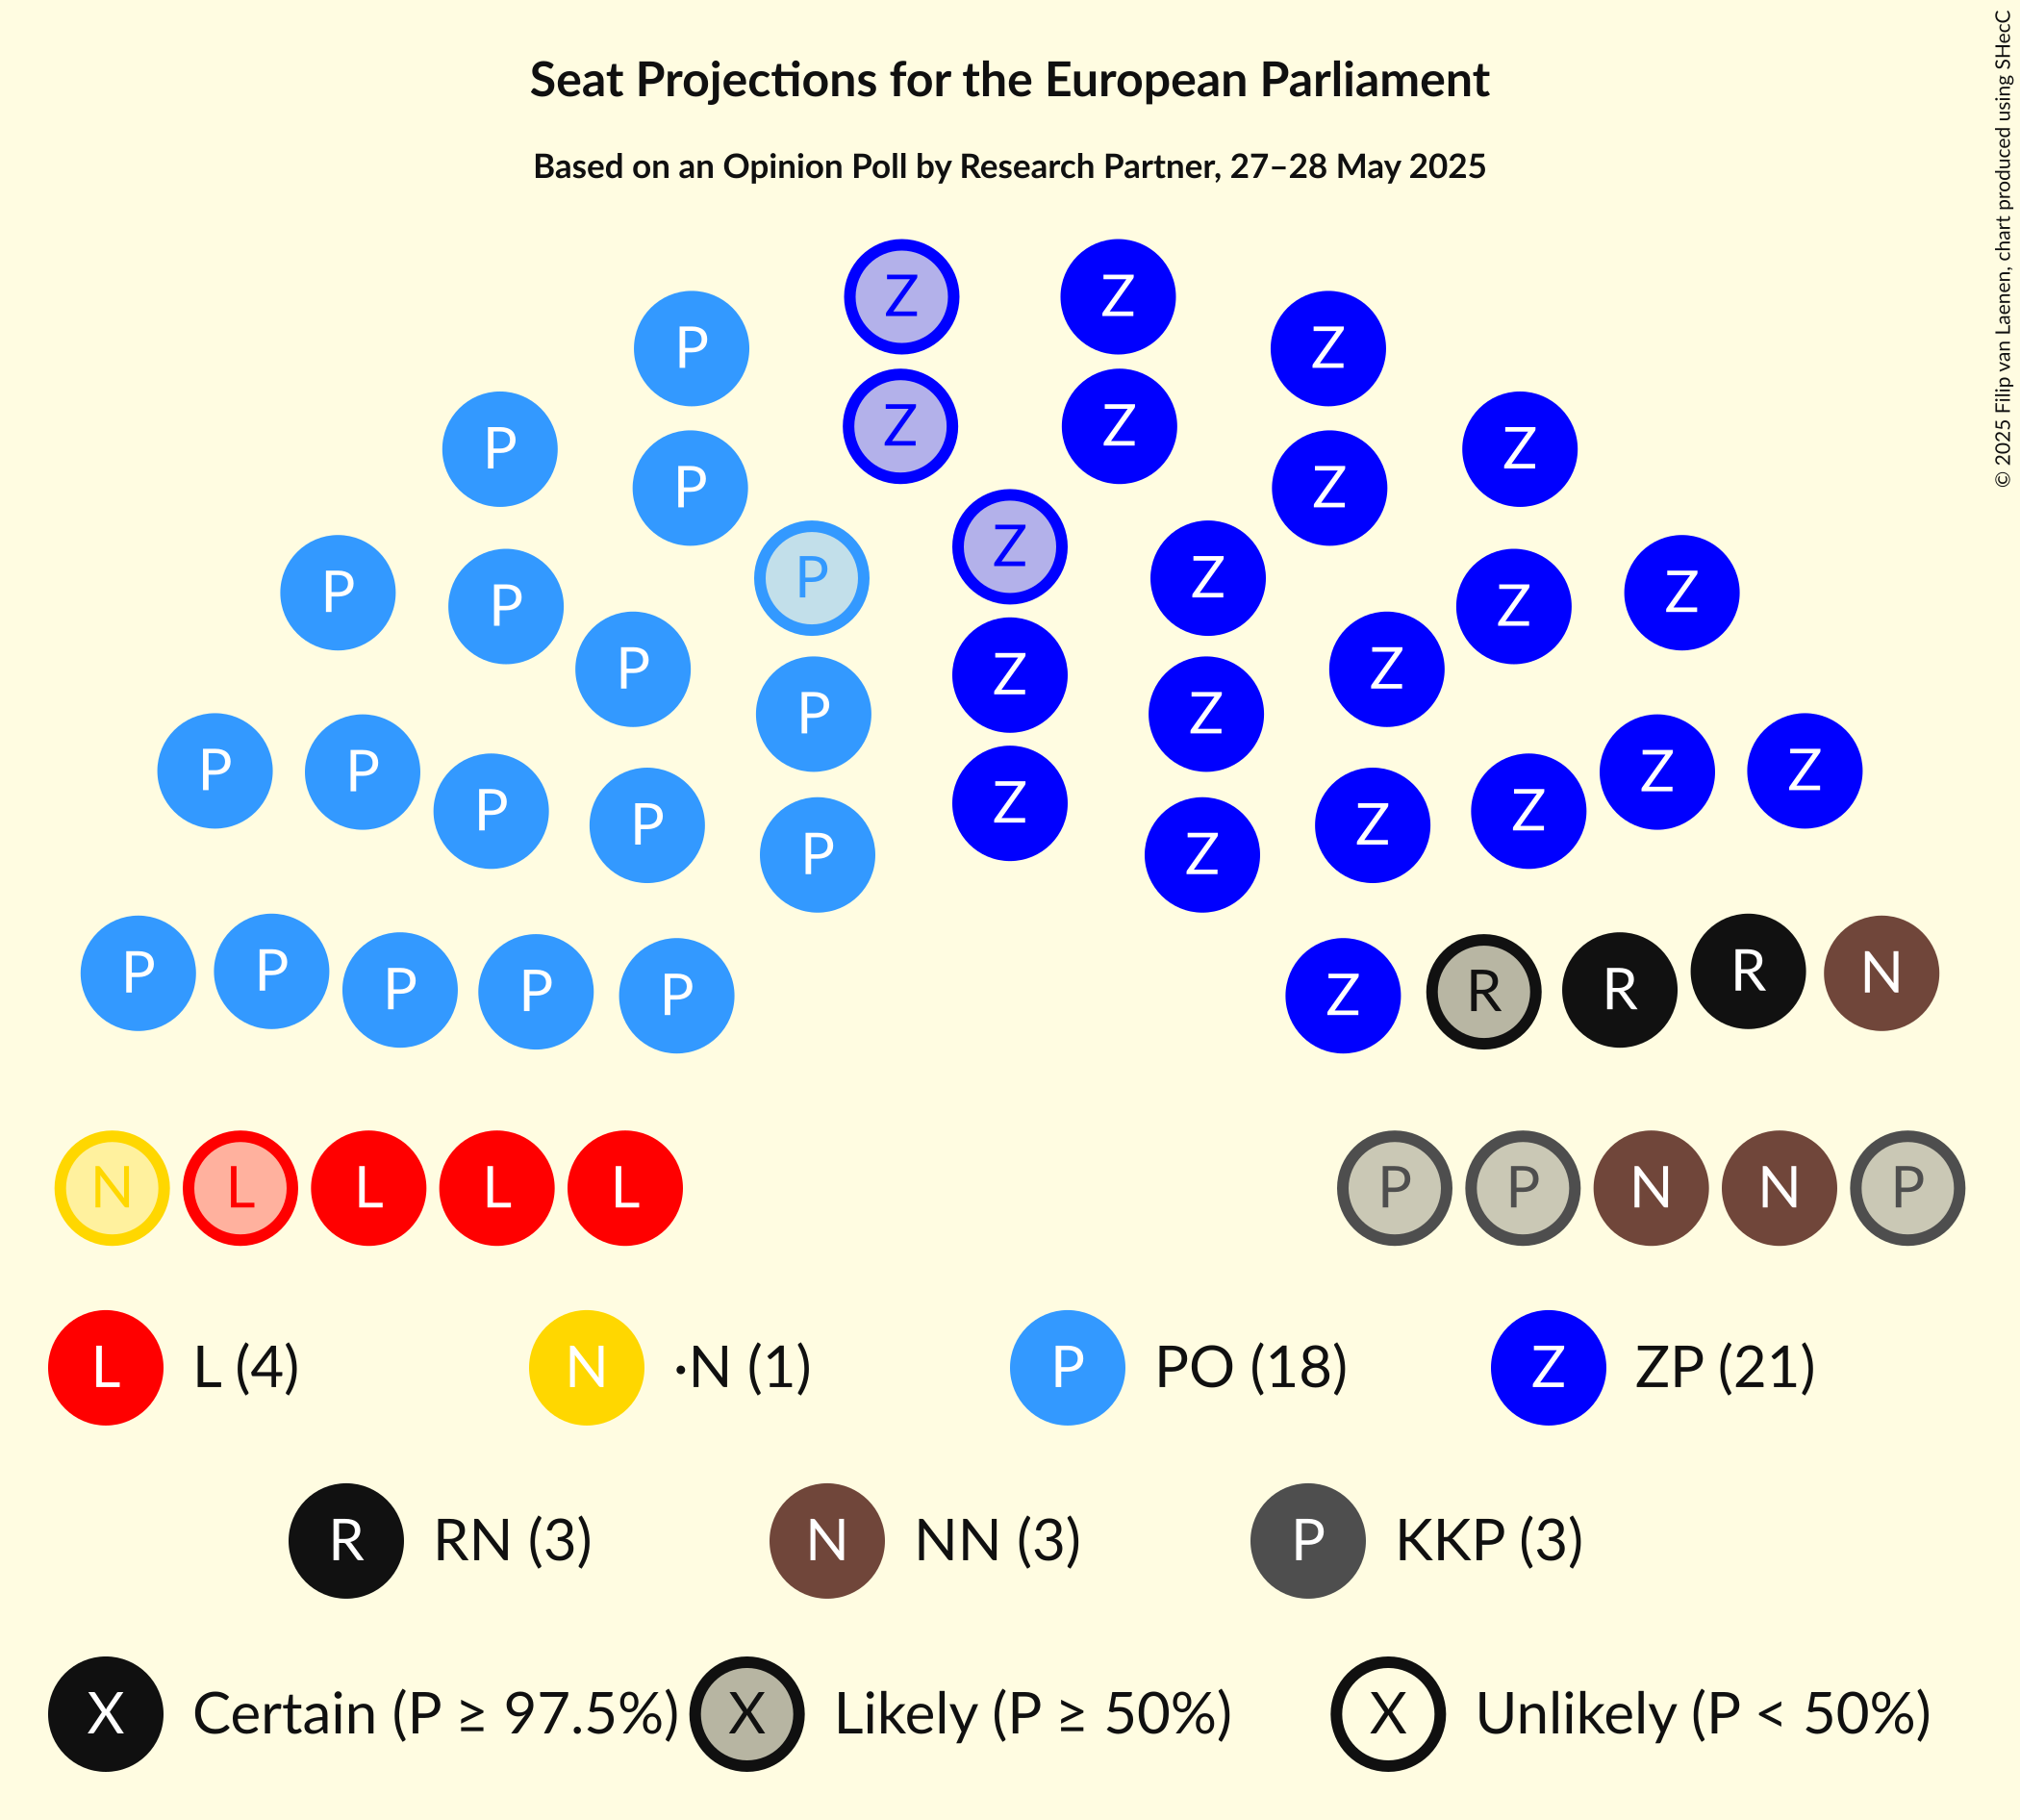 Seat Projections for the European Parliament
Based on an Opinion Poll by Research Partner, 27–28 May 2025
© 2025 Filip van Laenen, chart produced using SHecC
Z Z
P Z
Z Z
P Z
P Z
P Z
P Z
Z
P Z
P Z
P Z
Z
P Z
P Z
P P Z Z
P Z
P Z
Z
P Z
P P P P P Z R R R N
N L L L L P P N N P
L L (4) N ·N (1) P PO (18) Z ZP (21)
R RN (3) N NN (3) P KKP (3)
X Certain (P ≥ 97.5%) X Likely (P ≥ 50%) X Unlikely (P < 50%)